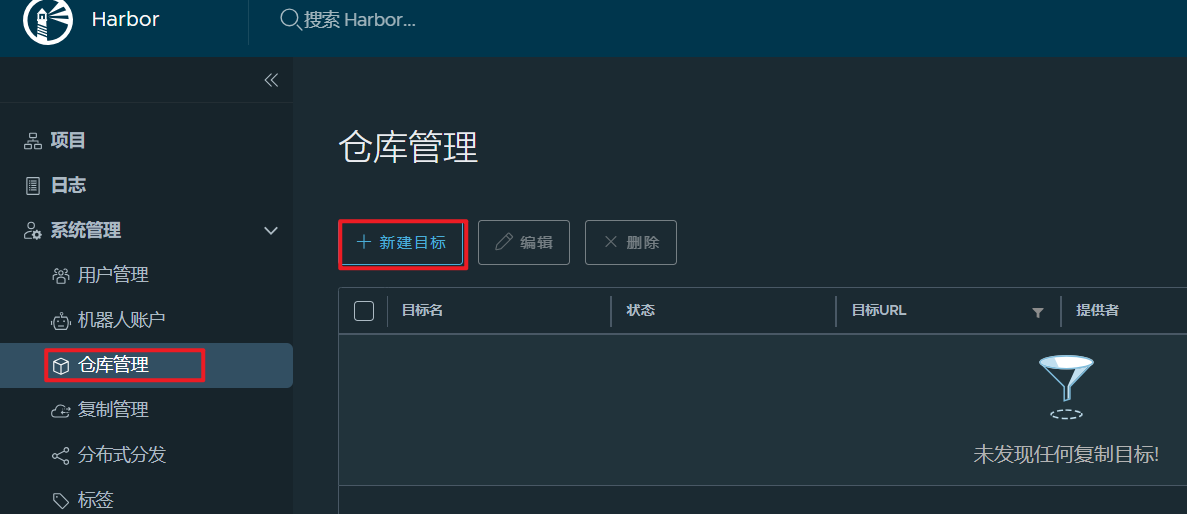 Harbor
搜索 Harbor...
项目
日志
系统管理
用户管理
机器人账户
仓库管理
复制管理
分布式分发
标签
仓库管理
新建目标
编辑
删除
目标名
状态
目标URL
提供者
未发现任何复制目标!